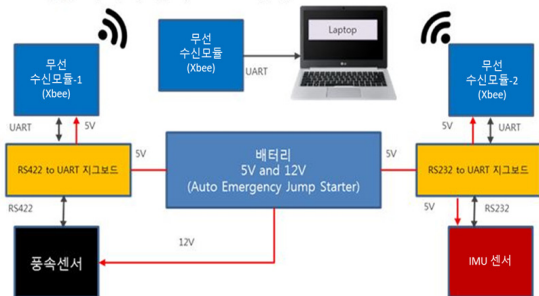 무선
수신모듈-1
(Xbee)
무선
수신모듈
(Xbee)
UART
Laptop
무선
수신모듈-2
(Xbee)
UART
5V
5V
UART
RS422 to UART 지그보드
5V
배터리
5V and 12V
(Auto Emergency Jump Starter)
5V
RS232 to UART 지그보드
RS422
12V
5V
RS232
풍속센서
IMU 센서